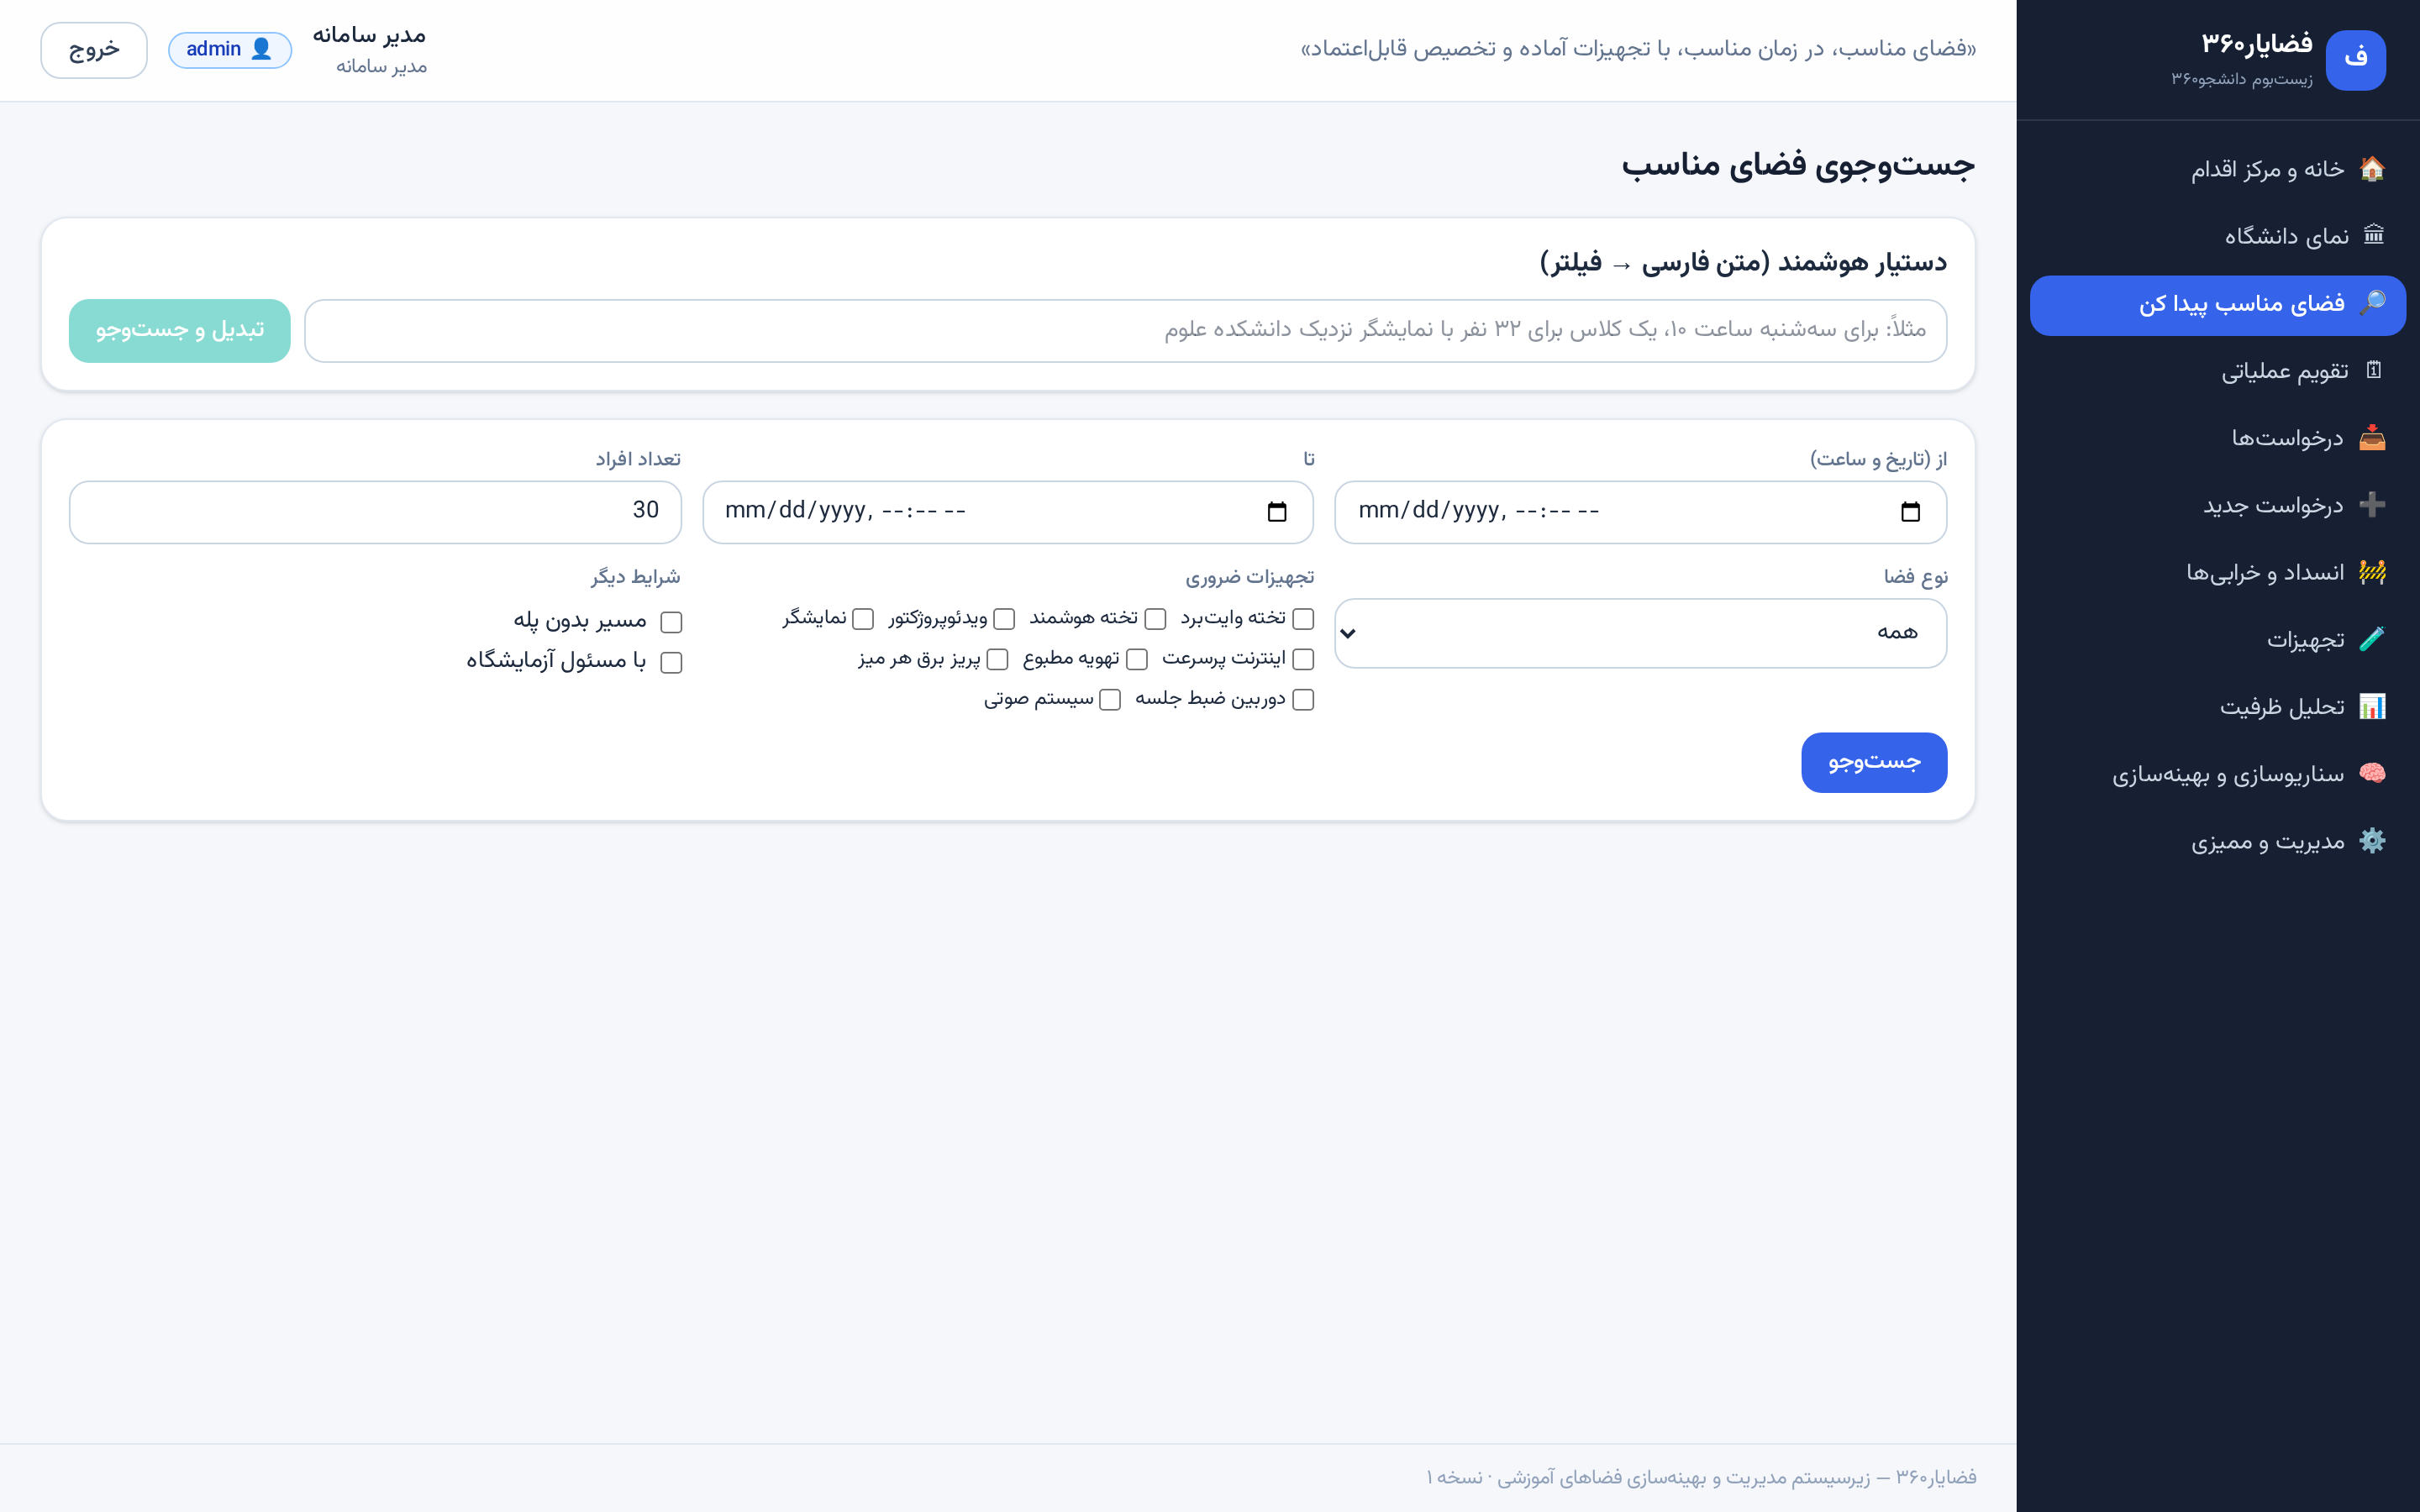 ف
فضایار۳۶۰
زیست‌بوم دانشجو۳۶۰
خانه و مرکز اقدام
نمای دانشگاه
فضای مناسب پیدا کن
تقویم عملیاتی
درخواست‌ها
درخواست جدید
انسداد و خرابی‌ها
تجهیزات
تحلیل ظرفیت
سناریوسازی و بهینه‌سازی
مدیریت و ممیزی
«فضای مناسب، در زمان مناسب، با تجهیزات آماده و تخصیص قابل‌اعتماد»
مدیر سامانه
مدیر سامانه
admin
خروج
جست‌وجوی فضای مناسب
دستیار هوشمند (متن فارسی → فیلتر)
مثلاً: برای سه‌شنبه ساعت ۱۰، یک کلاس برای ۳۲ نفر با نمایشگر نزدیک دانشکده علوم
تبدیل و جست‌وجو
از (تاریخ و ساعت)
mm/dd/yyyy, --:-- --
تا
mm/dd/yyyy, --:-- --
تعداد افراد
30
نوع فضا
همه
تجهیزات ضروری
تخته وایت‌برد تخته هوشمند ویدئوپروژکتور نمایشگر
اینترنت پرسرعت تهویه مطبوع پریز برق هر میز
دوربین ضبط جلسه سیستم صوتی
شرایط دیگر
مسیر بدون پله
با مسئول آزمایشگاه
جست‌وجو
فضایار۳۶۰ — زیرسیستم مدیریت و بهینه‌سازی فضاهای آموزشی · نسخه ۱